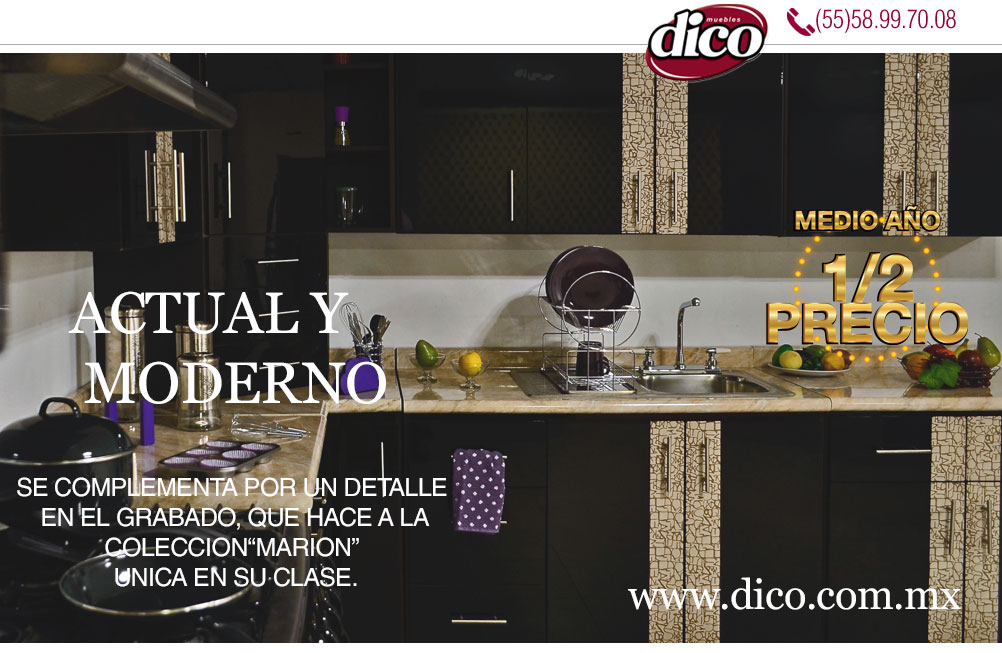 muebles
dico
(55)58.99.70.08
MEDIO AÑO
1/2
PRECIO
ACTUAL Y
MODERNO
SE COMPLEMENTA POR UN DETALLE
EN EL GRABADO, QUE HACE A LA
COLECCION“MARION”
UNICA EN SU CLASE.
www.dico.com.mx